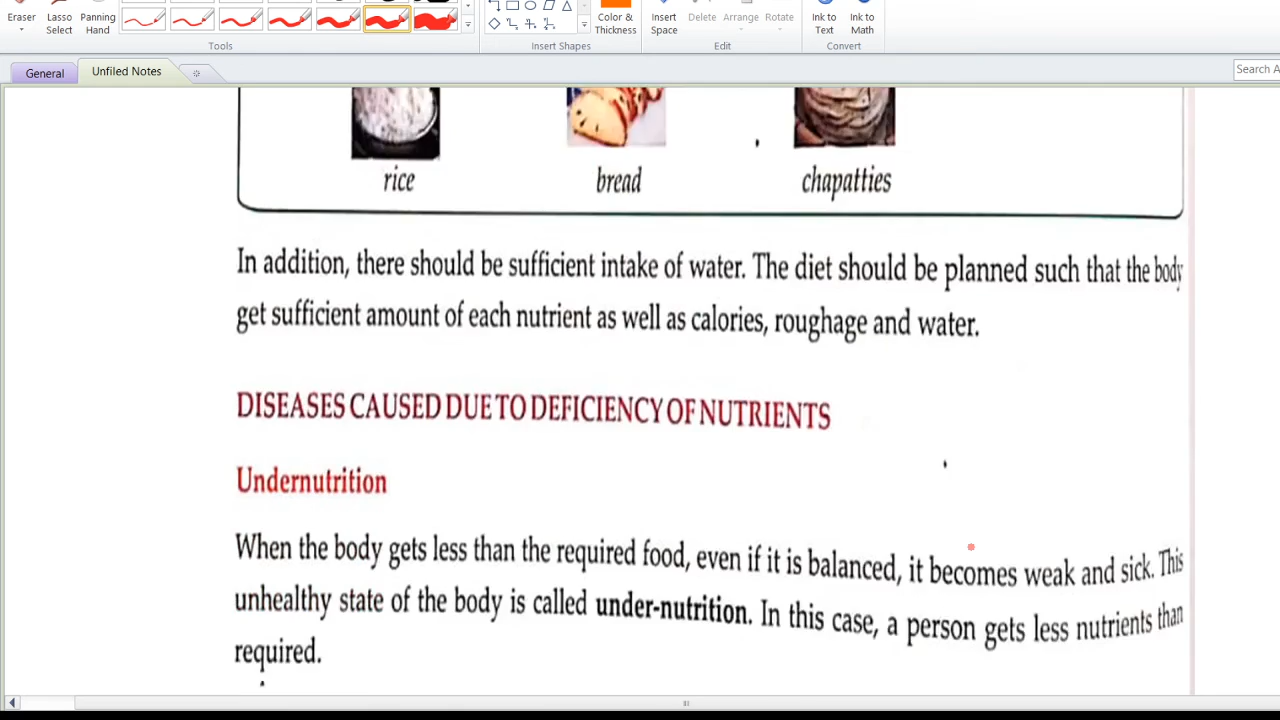 Eraser
Lasso
Select
Panning
Hand
Color &
Thickness
Insert
Space
Delete
Arrange
Rotate
Ink to
Text
Ink to
Math
Tools
Insert Shapes
Edit
Convert
General
Unfiled Notes
Search A
rice
bread
chapatties
In addition, there should be sufficient intake of water. The diet should be planned such that the body
get sufficient amount of each nutrient as well as calories, roughage and water.
DISEASES CAUSED DUE TO DEFICIENCY OF NUTRIENTS
Undernutrition
When the body gets less than the required food, even if it is balanced, it becomes weak and sick. This
unhealthy state of the body is called under-nutrition. In this case, a person gets less nutrients than
required.